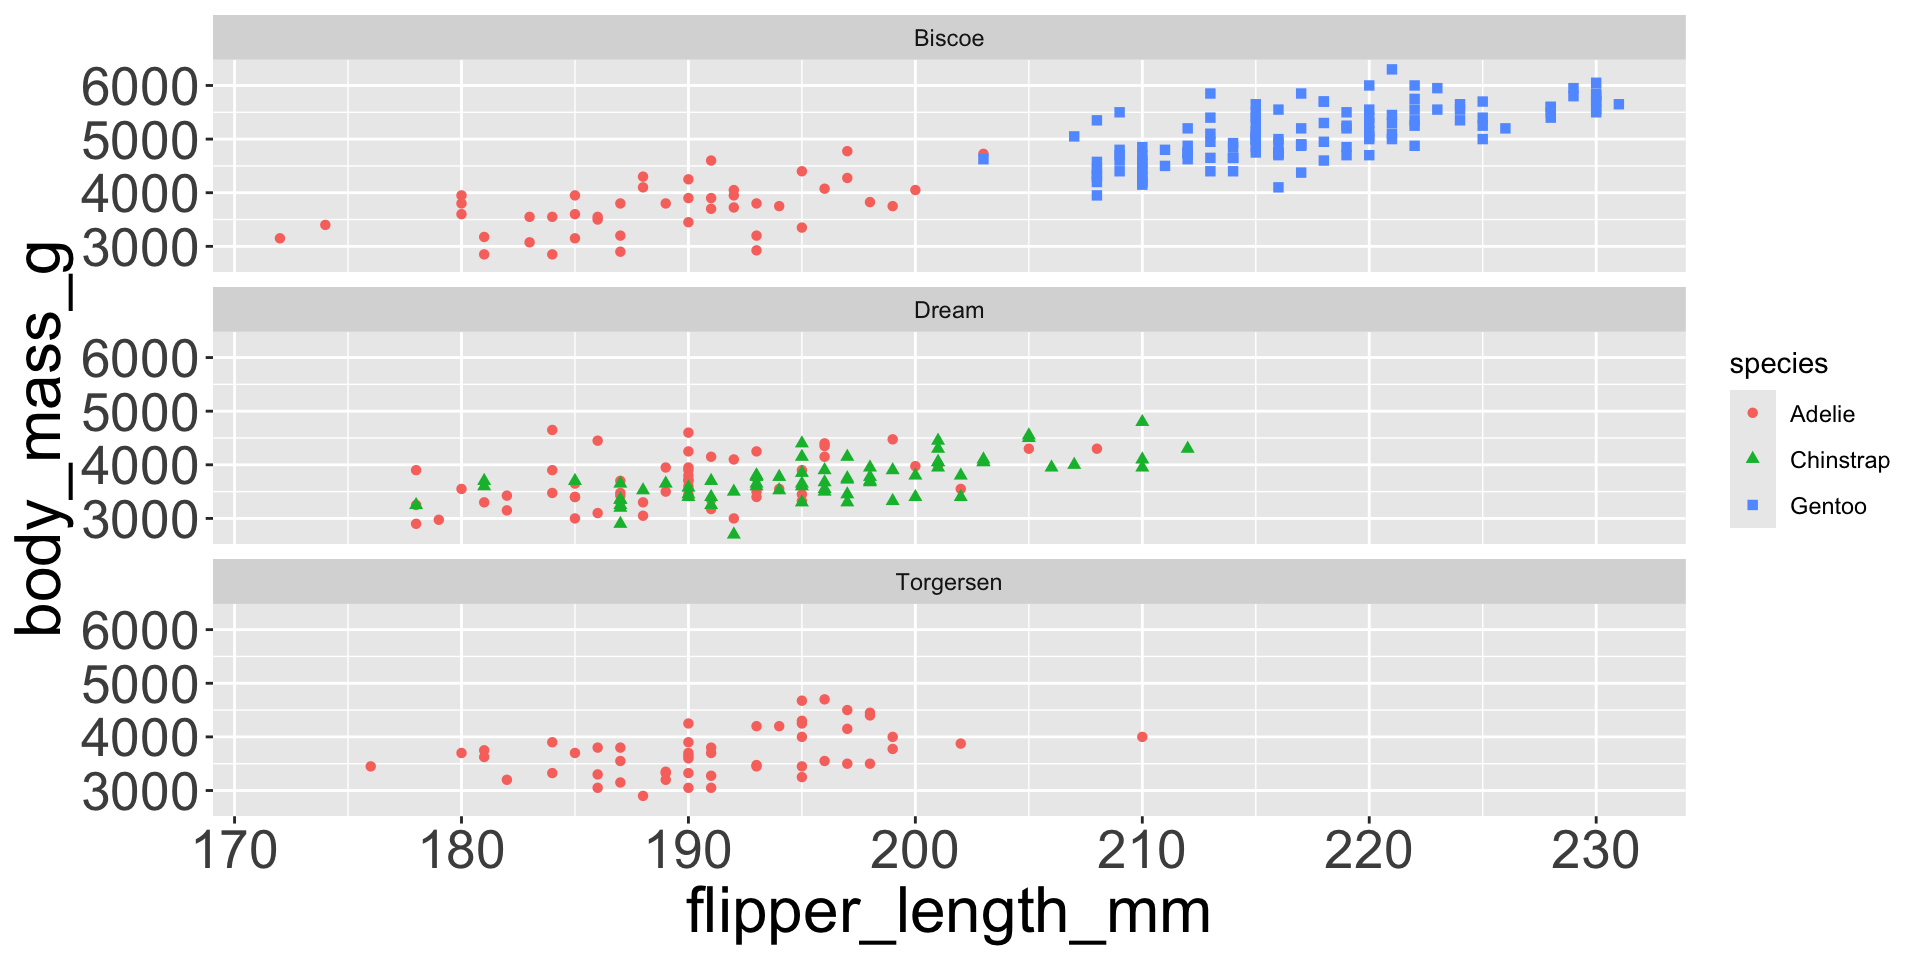 Biscoe
6000
5000
4000
3000
Dream
6000
5000
4000
3000
Torgersen
6000
5000
4000
3000
170 180 190 200 210 220 230
flipper_length_mm
body_mass_g
species
Adelie
Chinstrap
Gentoo